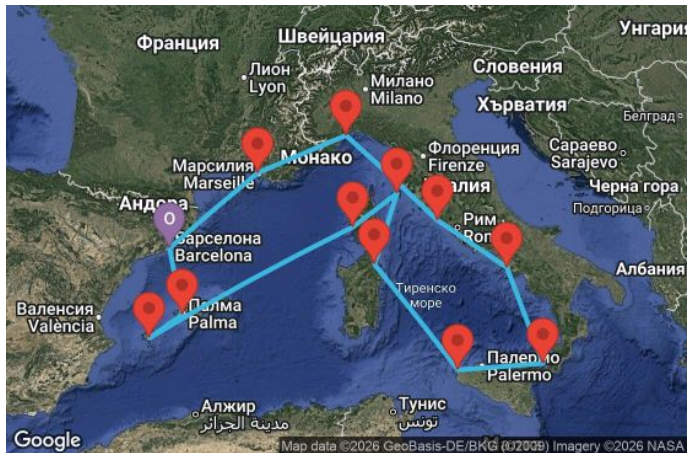 Франция
Швейцария
Унгария
Лион
Lyon
Милано
Milano
Словения
Хърватия
Белград
Марсилия
Marseille
Монако
Флоренция
Firenze
Сараево
Sarajevo
Черна гора
Подгорица
Андора
Рим
Барселона
Barcelona
Албания
Тиренско
море
Валенсия
València
Палма
Palma
Палермо
Palermo
Алжир
مدينة الجزائر
Тунис
تونس
Google
Map data ©2026 GeoBasis-DE/BKG (©2009) Imagery ©2026 NASA